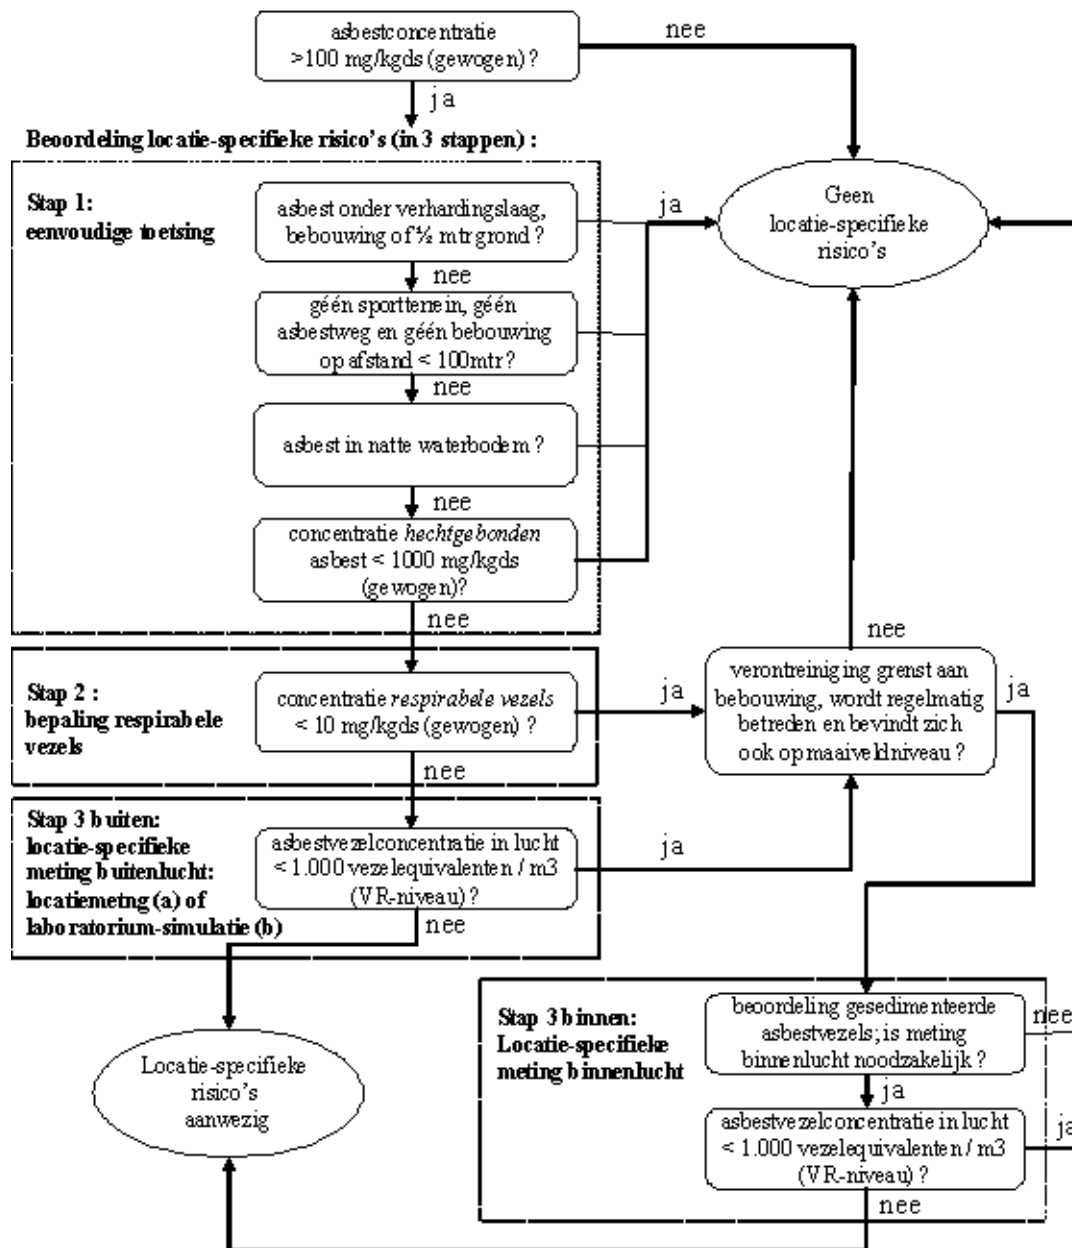 asbestconcentratie
>100 mg/kgds (gewogen) ?
nee
ja
Beoordeling locatie-specifieke risico's (in 3 stappen) :
Stap 1:
eenvoudige toetsing
asbest onder verhardingslaag,
bebouwing of ½ mtr grond ?
ja
Geen
locatie-specifieke
risico's
nee
géén sportterrein, géén
asbestweg en géén bebouwing
op afstand < 100mtr?
nee
asbest in natte waterbodem ?
nee
concentratie hechtgebonden
asbest < 1000 mg/kgds
(gewogen)?
nee
Stap 2 :
bepaling respirabele
vezels
concentratie respirabele vezels
< 10 mg/kgds (gewogen) ?
ja
nee
verontreiniging grenst aan
bebouwing, wordt regelmatig
betreden en bevindt zich
ook op maaiveldniveau ?
ja
nee
Stap 3 buiten:
locatie-specifieke
meting buitenlucht:
locatiemetng (a) of
laboratorium-simulatie (b)
asbestvezelconcentratie in lucht
< 1.000 vezelequivalenten / m3
(VR-niveau) ?
ja
nee
Locatie-specifieke
risico's
aanwezig
Stap 3 binnen:
Locatie-specifieke
meting binnenlucht
beoordeling gesedimenteerde
asbestvezels; is meting
binnenlucht noodzakelijk ?
nee
ja
asbestvezelconcentratie in lucht
< 1.000 vezelequivalenten / m3
(VR-niveau) ?
ja
nee